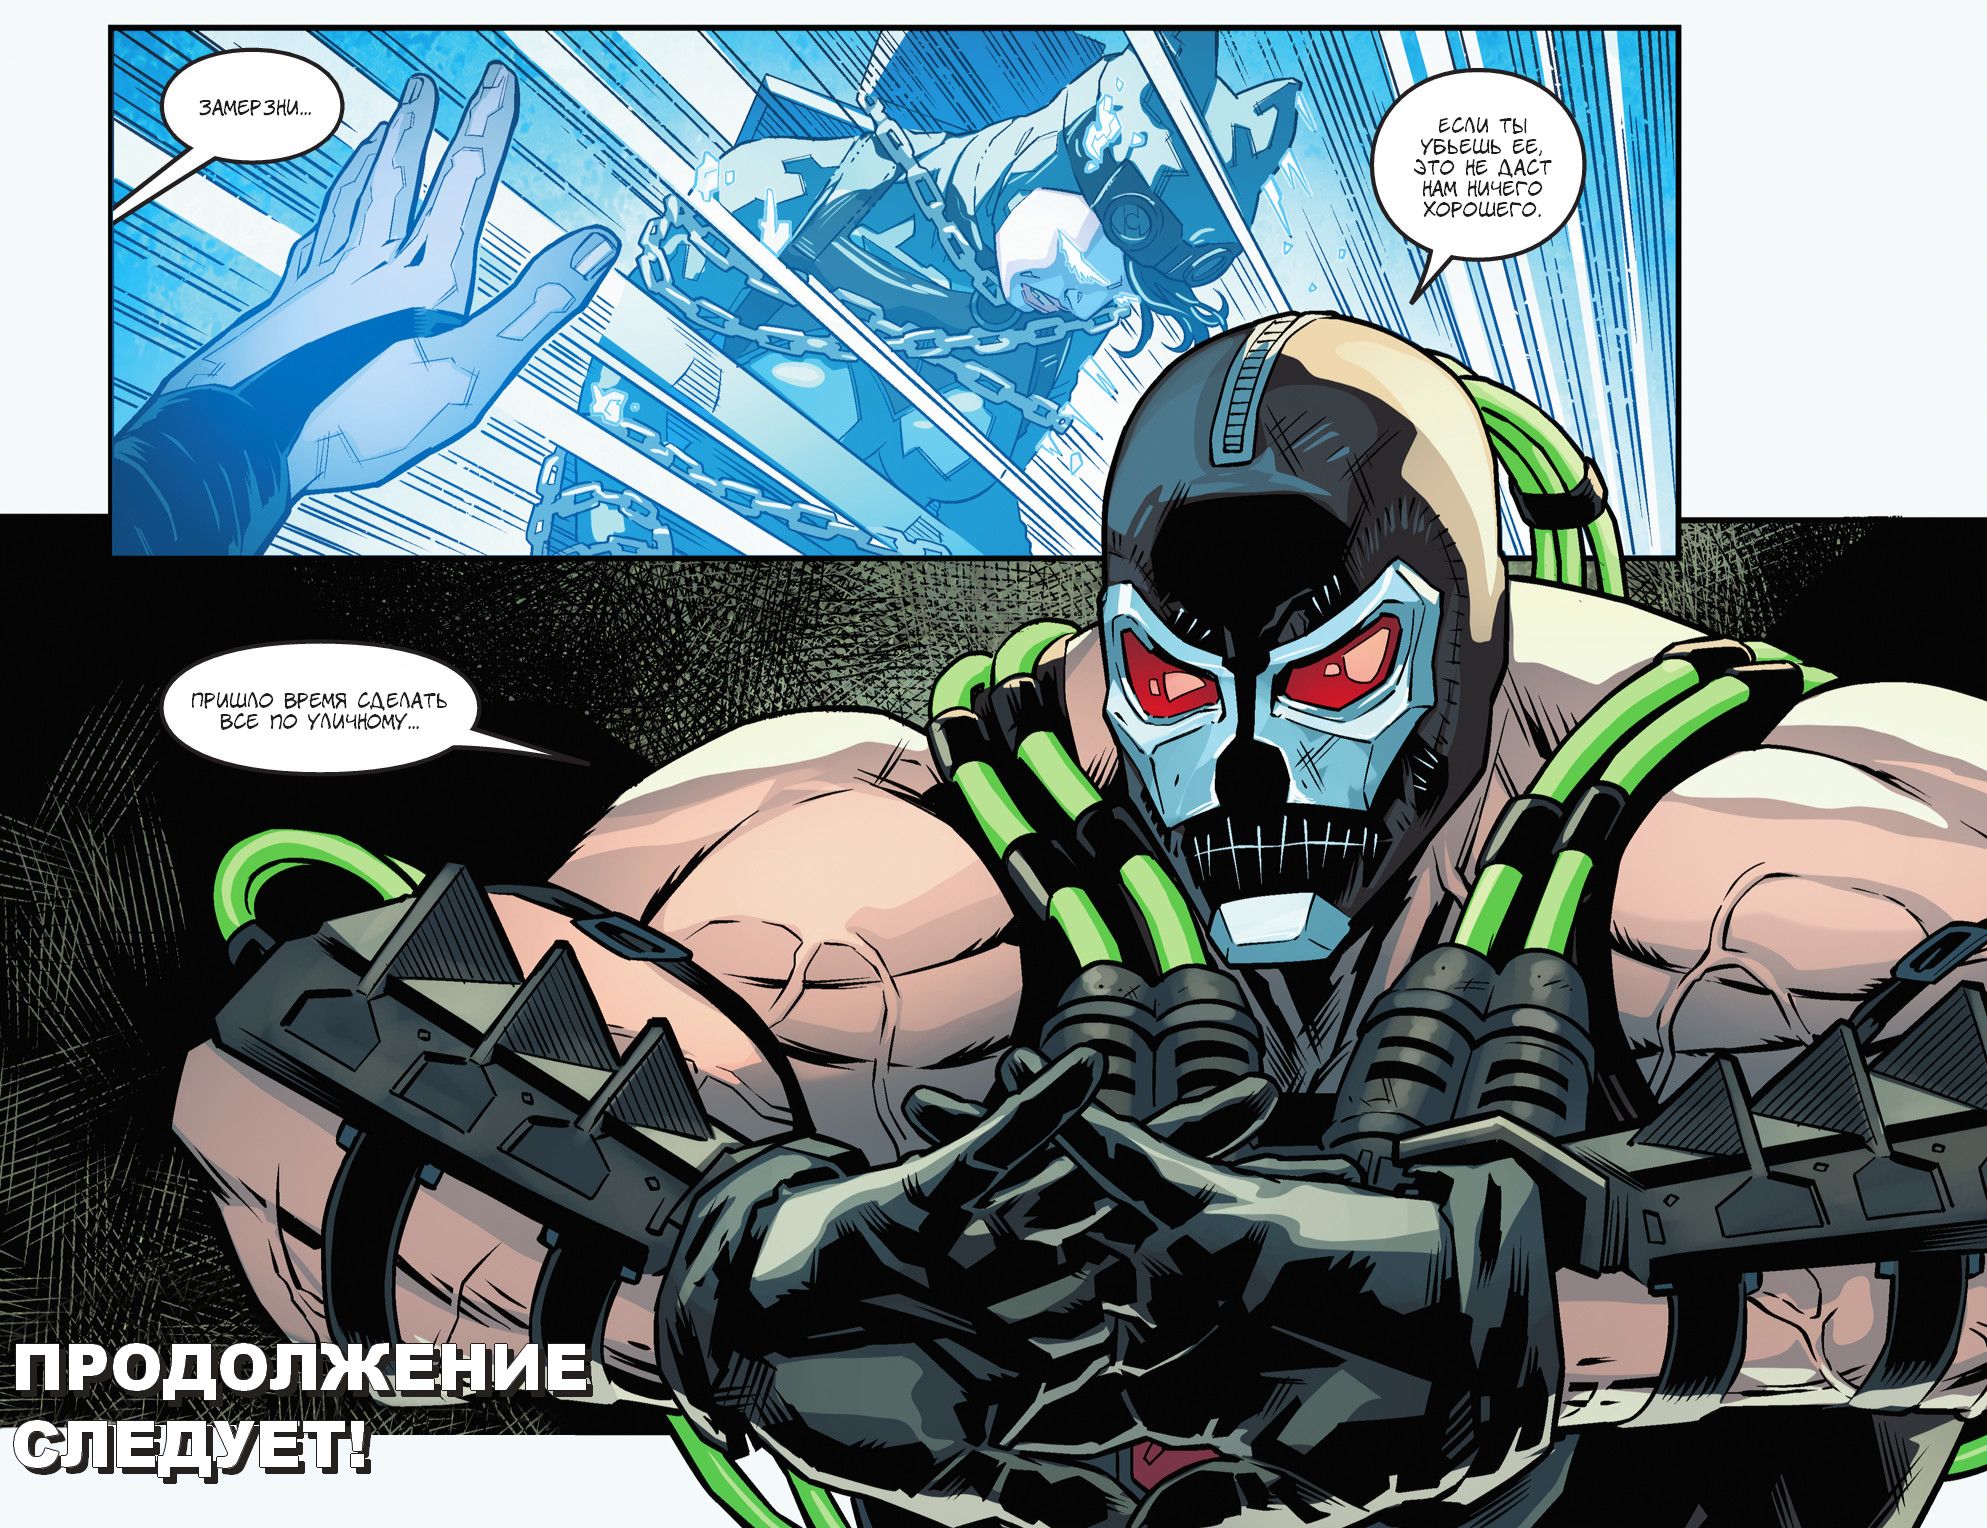 ЗАМЕРЗНИ...
ЕСЛИ ТЫ
УБЬЕШЬ ЕЕ,
ЭТО НЕ ДАСТ
НАМ НИЧЕГО
ХОРОШЕГО.
ПРИШЛО ВРЕМЯ СДЕЛАТЬ
ВСЕ ПО УЛИЧНОМУ...
ПРОДОЛЖЕНИЕ
СЛЕДУЕТ!